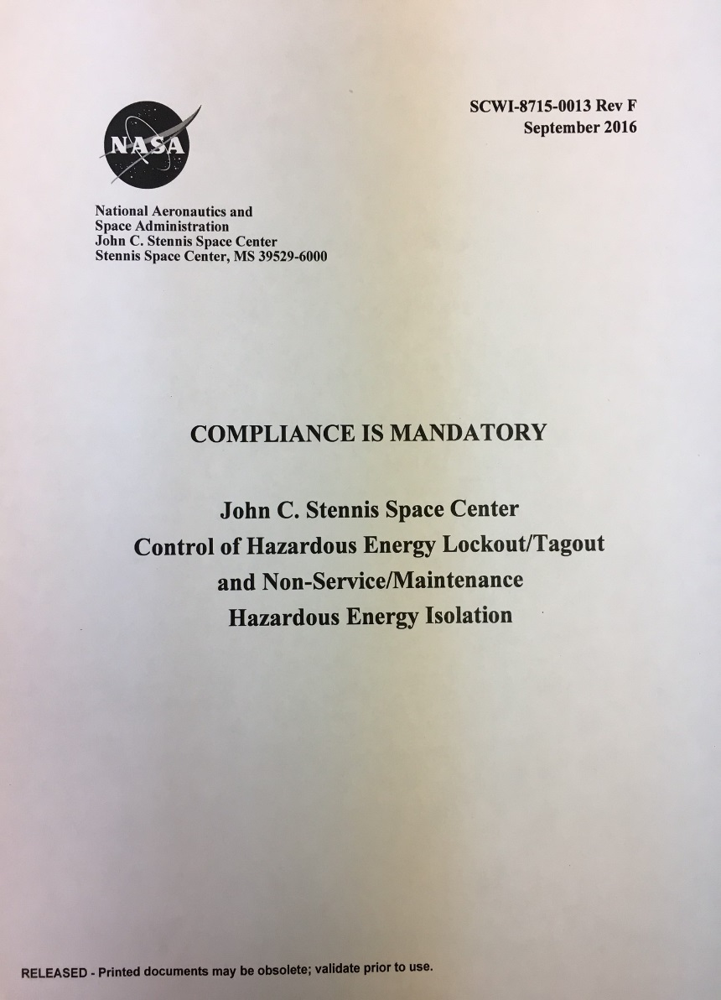 NASA
SCWI-8715-0013 Rev F
September 2016
National Aeronautics and
Space Administration
John C. Stennis Space Center
Stennis Space Center, MS 39529-6000
COMPLIANCE IS MANDATORY
John C. Stennis Space Center
Control of Hazardous Energy Lockout/Tagout
and Non-Service/Maintenance
Hazardous Energy Isolation
RELEASED - Printed documents may be obsolete; validate prior to use.